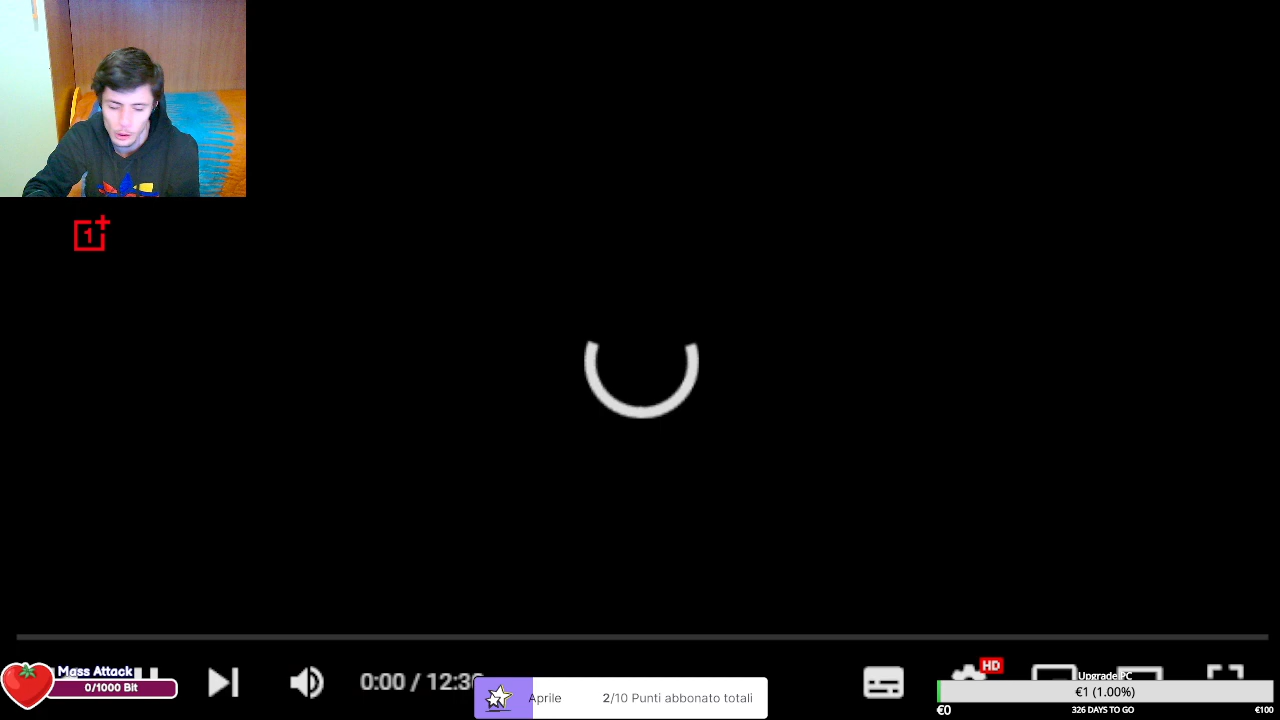 1+
0:00 / 12:3
HD
Mass Attack
0/1000 Bit
Aprile
2/10 Punti abbonato totali
Upgrade PC
€1 (1.00%)
€0
326 DAYS TO GO
€100